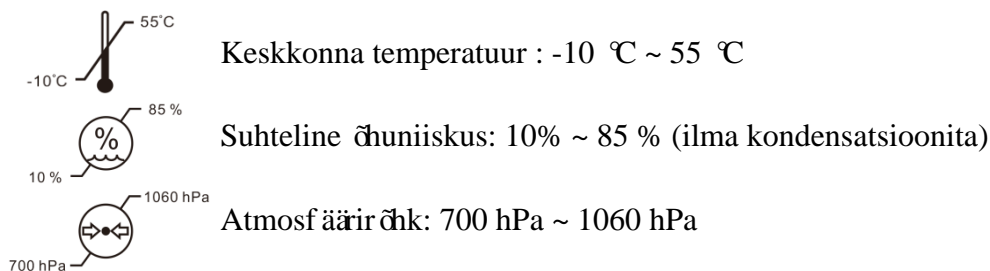 55°C
-10°C
Keskkonna temperatuur : -10 ℃ ~ 55 ℃
85 %
%
10 %
Suhteline õhuniiskus: 10% ~ 85 % (ilma kondensatsioonita)
1060 hPa
700 hPa
Atmosfäärirõhk: 700 hPa ~ 1060 hPa